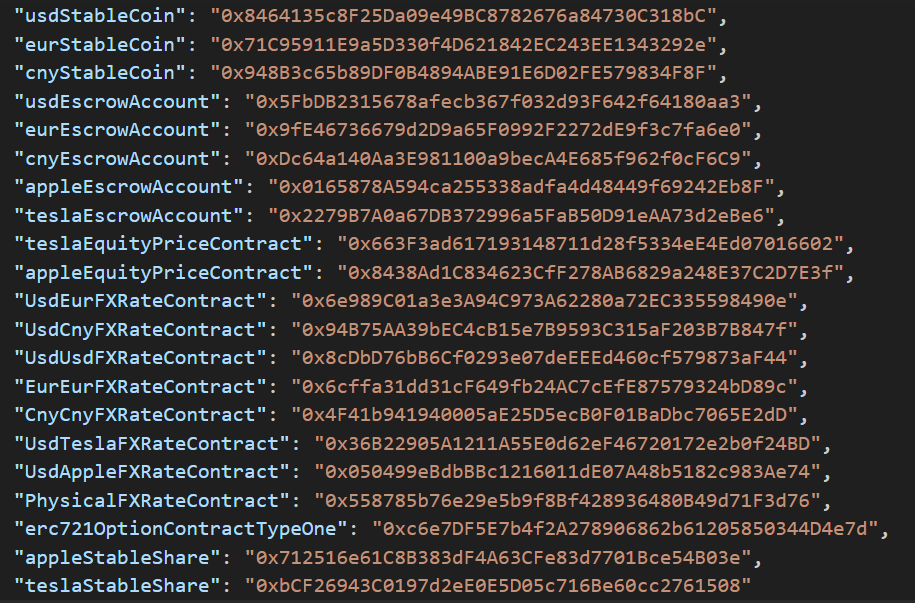 "usdStableCoin": "0x8464135c8F25Da09e49BC8782676a84730C318bC",
"eurStableCoin": "0x71C95911E9a5D330f4D621842EC243EE1343292e",
"cnyStableCoin": "0x948B3c65b89DF0B4894ABE91E6D02FE579834F8F",
"usdEscrowAccount": "0x5FbDB2315678afecb367f032d93F642f64180aa3",
"eurEscrowAccount": "0x9fE46736679d2D9a65F0992F2272dE9f3c7fa6e0",
"cnyEscrowAccount": "0xDc64a140Aa3E981100a9becA4E685f962f0cF6C9",
"appleEscrowAccount": "0x0165878A594ca255338adfa4d48449f69242Eb8F",
"teslaEscrowAccount": "0x2279B7A0a67DB372996a5FaB50D91eAA73d2eBe6",
"teslaEquityPriceContract": "0x663F3ad617193148711d28f5334eE4Ed07016602",
"appleEquityPriceContract": "0x8438Ad1C834623CfF278AB6829a248E37C2D7E3f",
"UsdEurFXRateContract": "0x6e989C01a3e3A94C973A62280a72EC335598490e",
"UsdCnyFXRateContract": "0x94B75AA39bEC4cB15e7B9593C315aF203B7B847f",
"UsdUsdFXRateContract": "0x8cDbD76bB6Cf0293e07deEEEd460cf579873aF44",
"EurEurFXRateContract": "0x6cffa31dd31cF649fb24AC7cEfE87579324bD89c",
"CnyCnyFXRateContract": "0x4F41b941940005aE25D5ecB0F01BaDbc7065E2dD",
"UsdTeslaFXRateContract": "0x36B22905A1211A55E0d62eF46720172e2b0f24BD",
"UsdAppleFXRateContract": "0x050499eBdbBBc1216011dE07A48b5182c983Ae74",
"PhysicalFXRateContract": "0x558785b76e29e5b9f8Bf428936480B49d71F3d76",
"erc721OptionContractTypeOne": "0xc6e7DF5E7b4f2A278906862b61205850344D4e7d",
"appleStableShare": "0x712516e61C8B383dF4A63CFe83d7701Bce54B03e",
"teslaStableShare": "0xbCF26943C0197d2eE0E5D05c716Be60cc2761508"